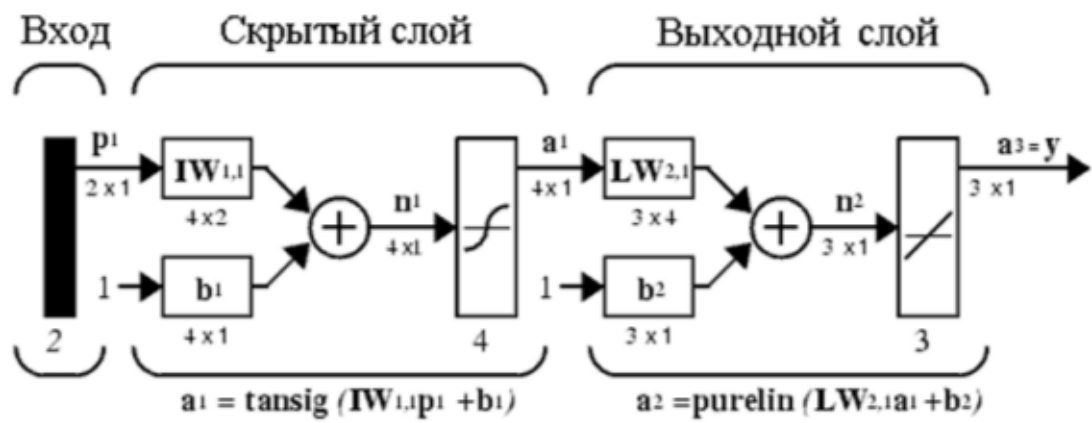 Вход Скрытый слой Выходной слой
p1 a1 a3 = y
IW1,1 LW2,1
2 x 1 4 x 1 3 x 1
n1 n2
4 x 2 3 x 4
4 x 1 3 x 1
1 b1 1 b2
4 x 1 3 x 1
2 4 3
a1 = tansig (IW1,1p1 +b1) a2 =purelin (LW2,1a1 +b2)